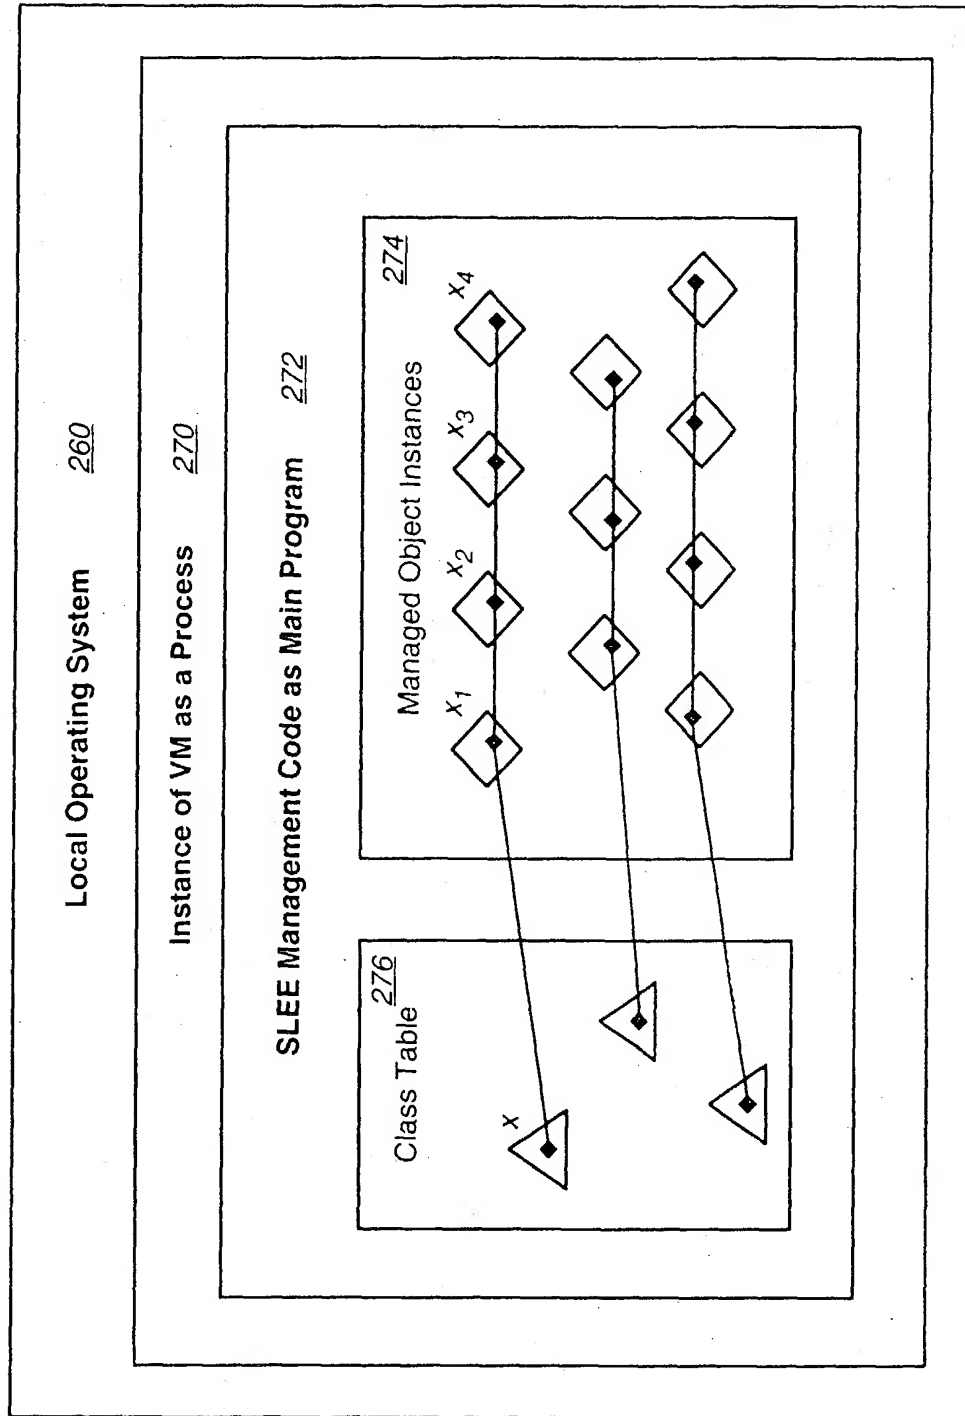 Local Operating System 260
Instance of VM as a Process 270
SLEE Management Code as Main Program 272
Class Table 276
x
Managed Object Instances 274
x1 x2 x3 x4